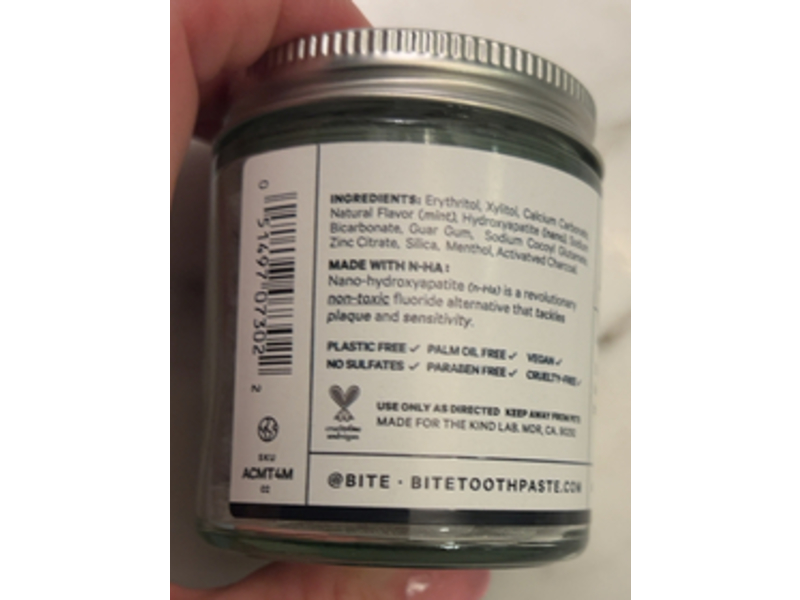 INGREDIENTS: Erythritol, Xylitol, Calcium Carbonate,
Natural Flavor (mint), Hydroxyapatite (nano), Sodium
Bicarbonate, Guar Gum, Sodium Cocoyl Glutamate,
Zinc Citrate, Silica, Menthol, Activatved Charcoal
MADE WITH N-HA:
Nano-hydroxyapatite (n-Ha) is a revolutionary
non-toxic fluoride alternative that tackles
plaque and sensitivity.
PLASTIC FREE ✓ PALM OIL FREE ✓ VEGAN ✓
NO SULFATES ✓ PARABEN FREE ✓ CRUELTY-FREE ✓
USE ONLY AS DIRECTED KEEP AWAY FROM PETS
MADE FOR THE KIND LAB. MDR, CA. 90292
@BITE · BITETOOTHPASTE.COM
0 51497 07302 2
SKU
ACMT4M
02